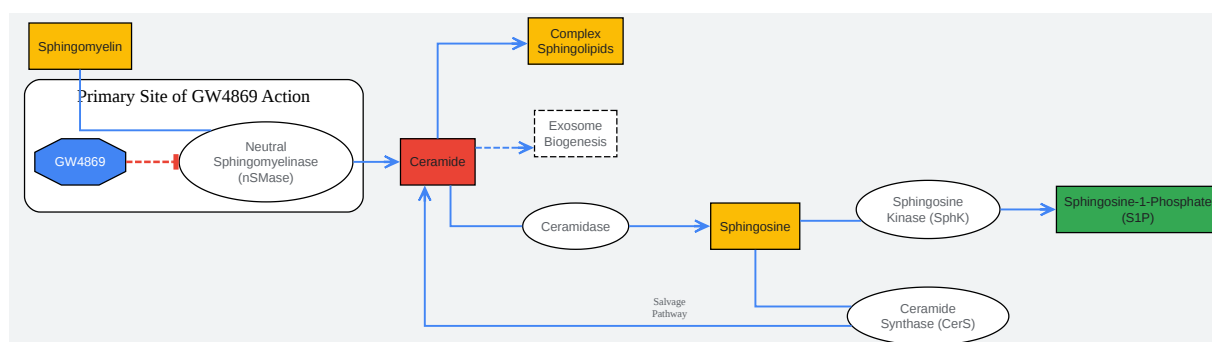 Sphingomyelin
Complex
Sphingolipids
Primary Site of GW4869 Action
GW4869
Neutral
Sphingomyelinase
(nSMase)
Ceramide
Exosome
Biogenesis
Ceramidase
Sphingosine
Sphingosine
Kinase (SphK)
Sphingosine-1-Phosphate
(S1P)
Salvage
Pathway
Ceramide
Synthase (CerS)